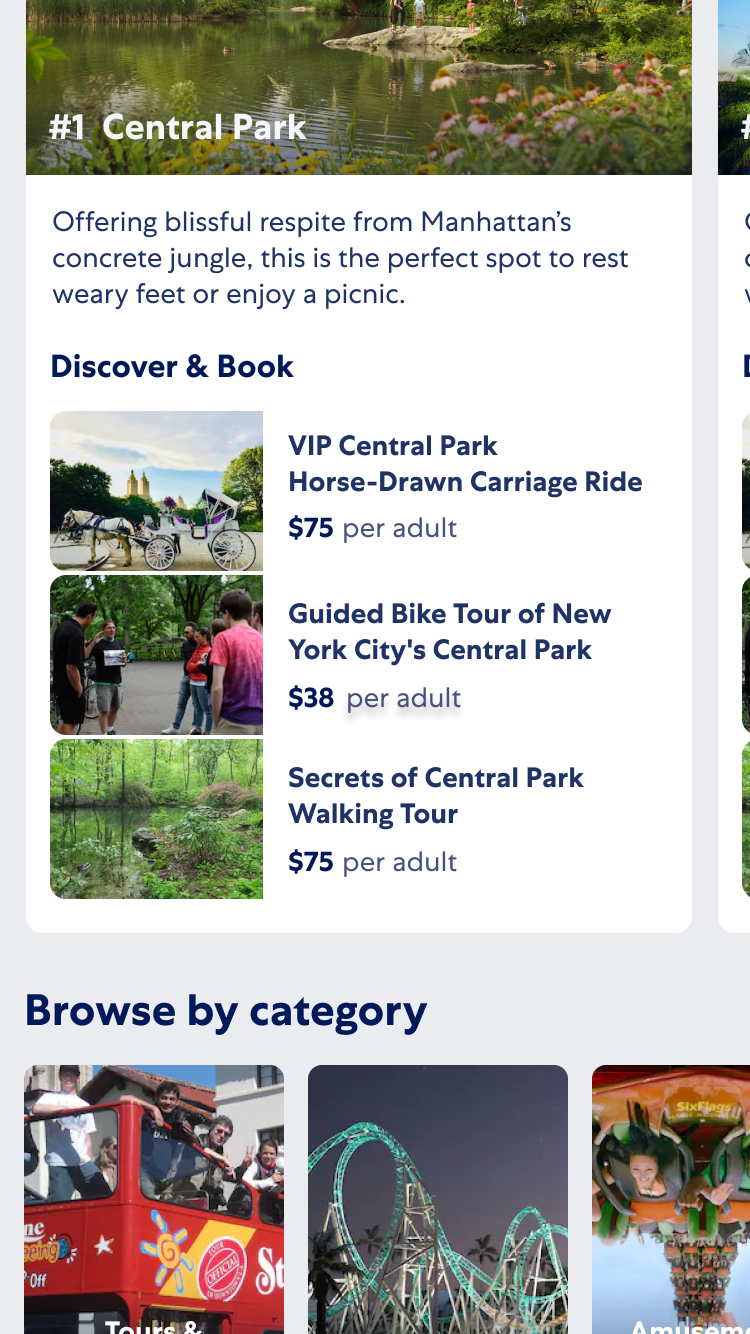 #1 Central Park
Offering blissful respite from Manhattan’s
concrete jungle, this is the perfect spot to rest
weary feet or enjoy a picnic.
Discover & Book
VIP Central Park
Horse-Drawn Carriage Ride
$75 per adult
Guided Bike Tour of New
York City's Central Park
$38 per adult
Secrets of Central Park
Walking Tour
$75 per adult
Browse by category
SixFlags
OFFICIAL
Tours &